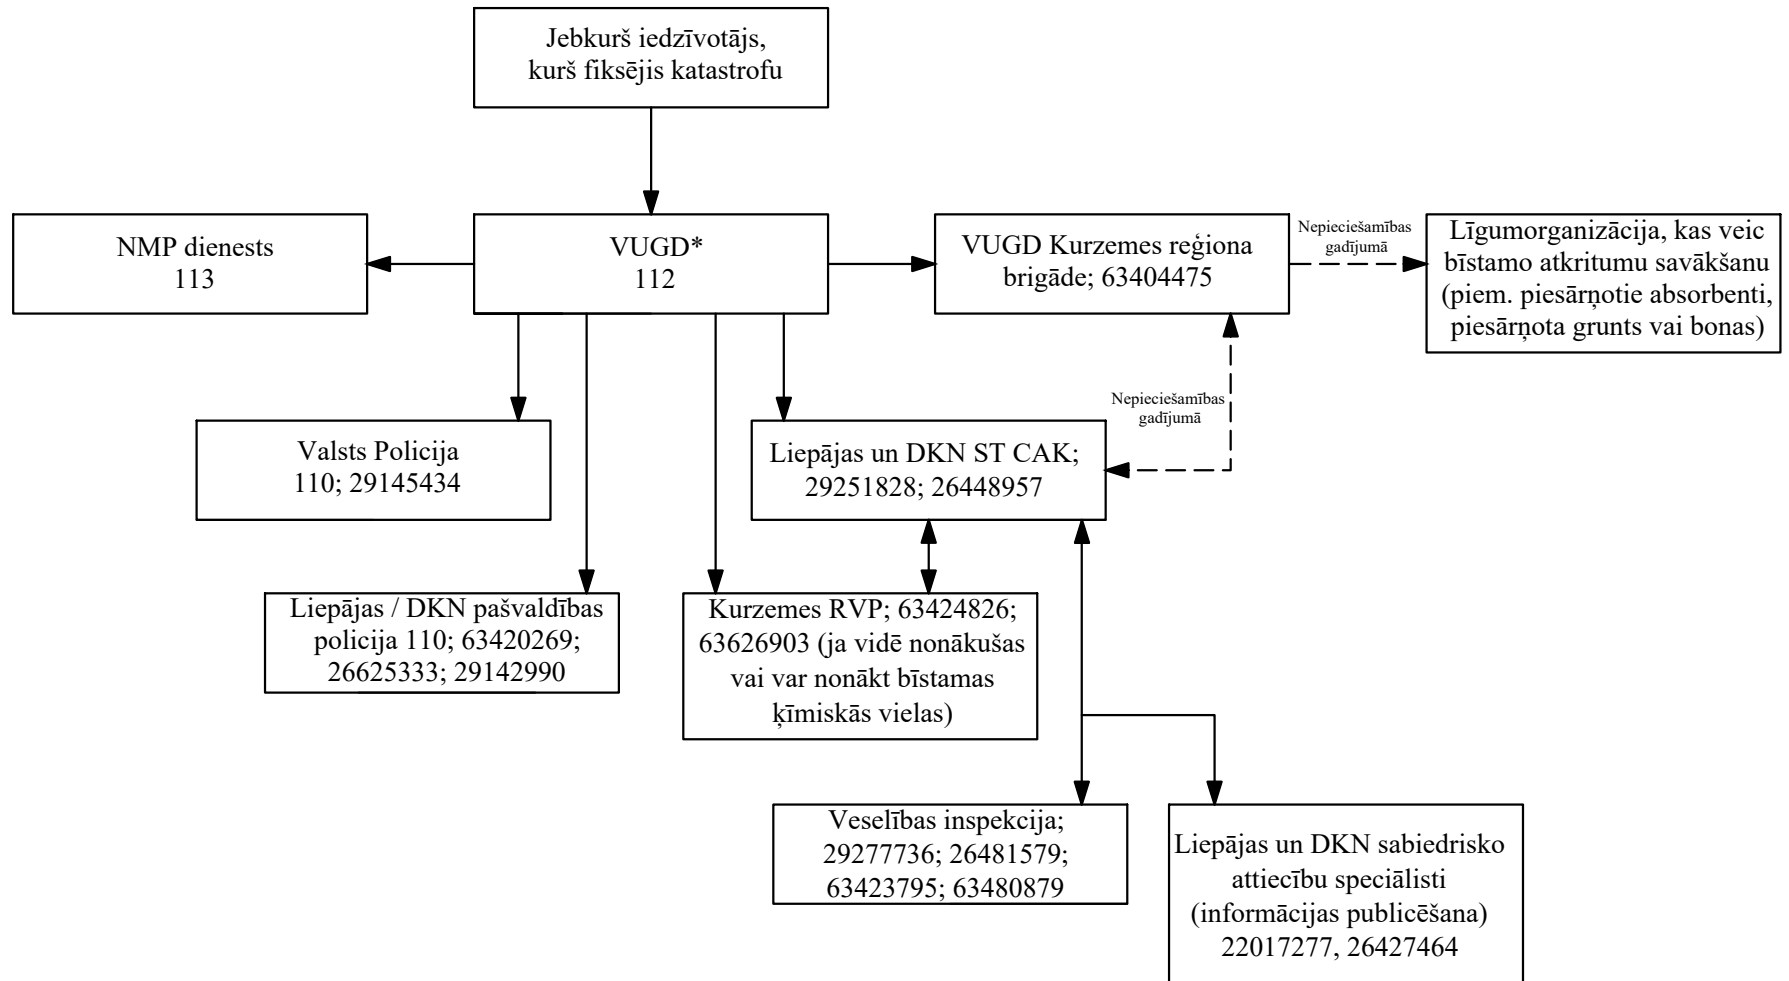 Jebkurš iedzīvotājs,
kurš fiksējis katastrofu
NMP dienests
113
VUGD*
112
VUGD Kurzemes reģiona
brigāde; 63404475
Nepieciešamības
gadījumā
Līgumorganizācija, kas veic
bīstamo atkritumu savākšanu
(piem. piesārņotie absorbenti,
piesārņota grunts vai bonas)
Nepieciešamības
gadījumā
Valsts Policija
110; 29145434
Liepājas un DKN ST CAK;
29251828; 26448957
Liepājas / DKN pašvaldības
policija 110; 63420269;
26625333; 29142990
Kurzemes RVP; 63424826;
63626903 (ja vidē nonākušas
vai var nonākt bīstamas
ķīmiskās vielas)
Veselības inspekcija;
29277736; 26481579;
63423795; 63480879
Liepājas un DKN sabiedrisko
attiecību speciālisti
(informācijas publicēšana)
22017277, 26427464